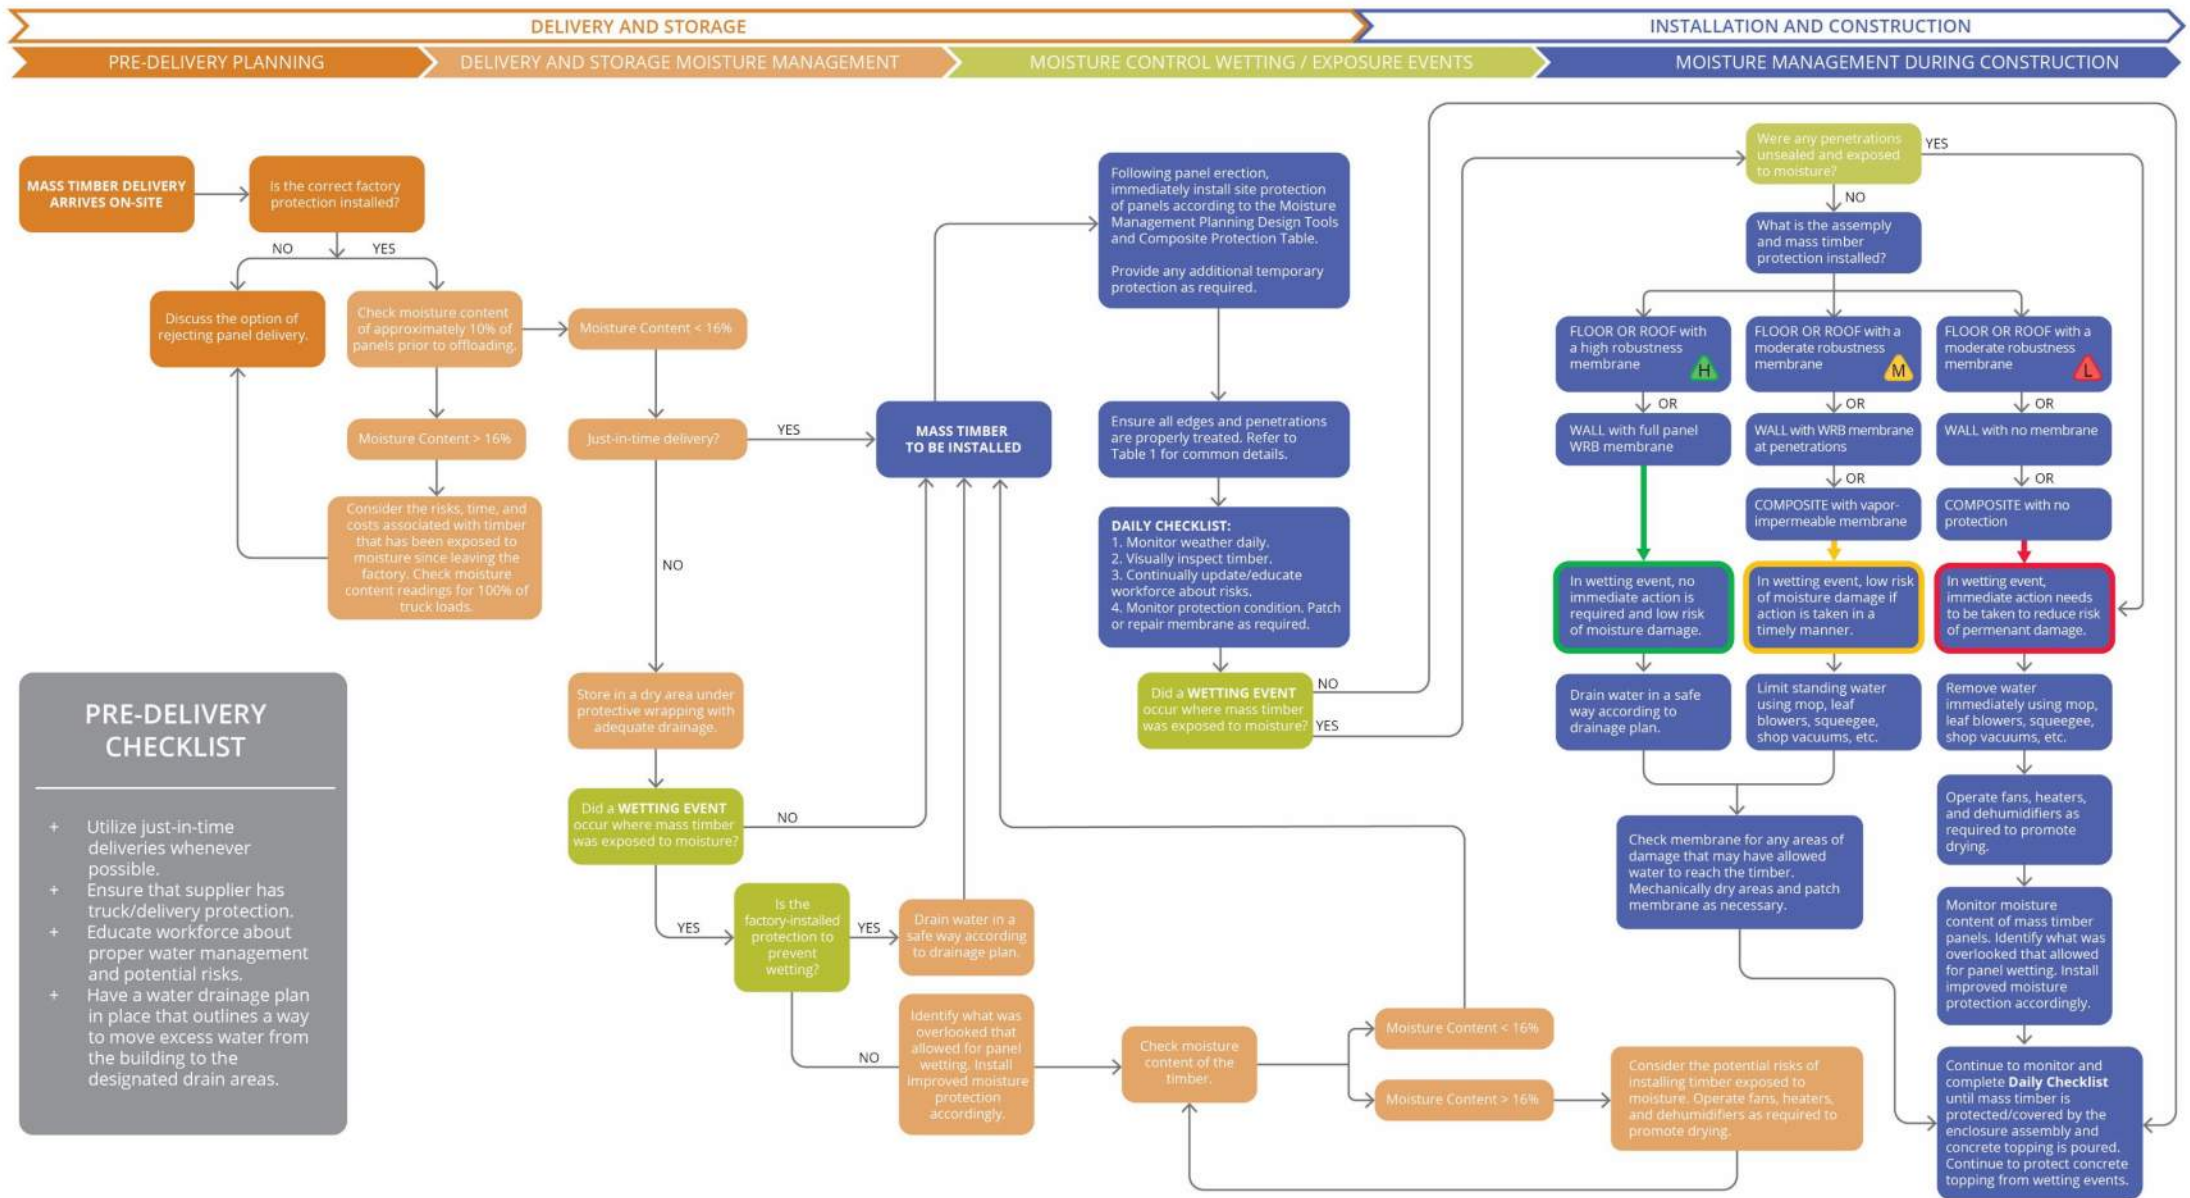 DELIVERY AND STORAGE
INSTALLATION AND CONSTRUCTION
PRE-DELIVERY PLANNING
DELIVERY AND STORAGE MOISTURE MANAGEMENT
MOISTURE CONTROL WETTING / EXPOSURE EVENTS
MOISTURE MANAGEMENT DURING CONSTRUCTION
MASS TIMBER DELIVERY
ARRIVES ON-SITE
Is the correct factory
protection installed?
NO
YES
Discuss the option of
rejecting panel delivery.
Check moisture content
of approximately 10% of
panels prior to offloading.
Moisture Content < 16%
Moisture Content > 16%
Consider the risks, time, and
costs associated with timber
that has been exposed to
moisture since leaving the
factory. Check moisture
content readings for 100% of
truck loads.
Just-in-time delivery?
YES
NO
MASS TIMBER
TO BE INSTALLED
Store in a dry area under
protective wrapping with
adequate drainage.
Did a WETTING EVENT
occur where mass timber
was exposed to moisture?
NO
YES
Is the
factory-installed
protection to
prevent
wetting?
YES
NO
Drain water in a
safe way according
to drainage plan.
Identify what was
overlooked that
allowed for panel
wetting. Install
improved moisture
protection
accordingly.
Check moisture
content of the
timber.
Moisture Content < 16%
Moisture Content > 16%
Consider the potential risks of
installing timber exposed to
moisture. Operate fans, heaters,
and dehumidifiers as required to
promote drying.
PRE-DELIVERY
CHECKLIST
+ Utilize just-in-time
deliveries whenever
possible.
+ Ensure that supplier has
truck/delivery protection.
+ Educate workforce about
proper water management
and potential risks.
+ Have a water drainage plan
in place that outlines a way
to move excess water from
the building to the
designated drain areas.
Following panel erection,
immediately install site protection
of panels according to the Moisture
Management Planning Design Tools
and Composite Protection Table.
Provide any additional temporary
protection as required.
Ensure all edges and penetrations
are properly treated. Refer to
Table 1 for common details.
DAILY CHECKLIST:
1. Monitor weather daily.
2. Visually inspect timber.
3. Continually update/educate
workforce about risks.
4. Monitor protection condition. Patch
or repair membrane as required.
Did a WETTING EVENT
occur where mass timber
was exposed to moisture?
NO
YES
Were any penetrations
unsealed and exposed
to moisture?
YES
NO
What is the assemply
and mass timber
protection installed?
FLOOR OR ROOF with
a high robustness
membrane
H
OR
WALL with full panel
WRB membrane
In wetting event, no
immediate action is
required and low risk
of moisture damage.
Drain water in a safe
way according to
drainage plan.
FLOOR OR ROOF with a
moderate robustness
membrane
M
OR
WALL with WRB membrane
at penetrations
OR
COMPOSITE with vapor-
impermeable membrane
In wetting event, low risk
of moisture damage if
action is taken in a
timely manner.
Limit standing water
using mop, leaf
blowers, squeegee,
shop vacuums, etc.
Check membrane for any areas of
damage that may have allowed
water to reach the timber.
Mechanically dry areas and patch
membrane as necessary.
FLOOR OR ROOF with a
moderate robustness
membrane
L
OR
WALL with no membrane
OR
COMPOSITE with no
protection
In wetting event,
immediate action needs
to be taken to reduce risk
of permenant damage.
Remove water
immediately using mop,
leaf blowers, squeegee,
shop vacuums, etc.
Operate fans, heaters,
and dehumidifiers as
required to promote
drying.
Monitor moisture
content of mass timber
panels. Identify what was
overlooked that allowed
for panel wetting. Install
improved moisture
protection accordingly.
Continue to monitor and
complete Daily Checklist
until mass timber is
protected/covered by the
enclosure assembly and
concrete topping is poured.
Continue to protect concrete
topping from wetting events.